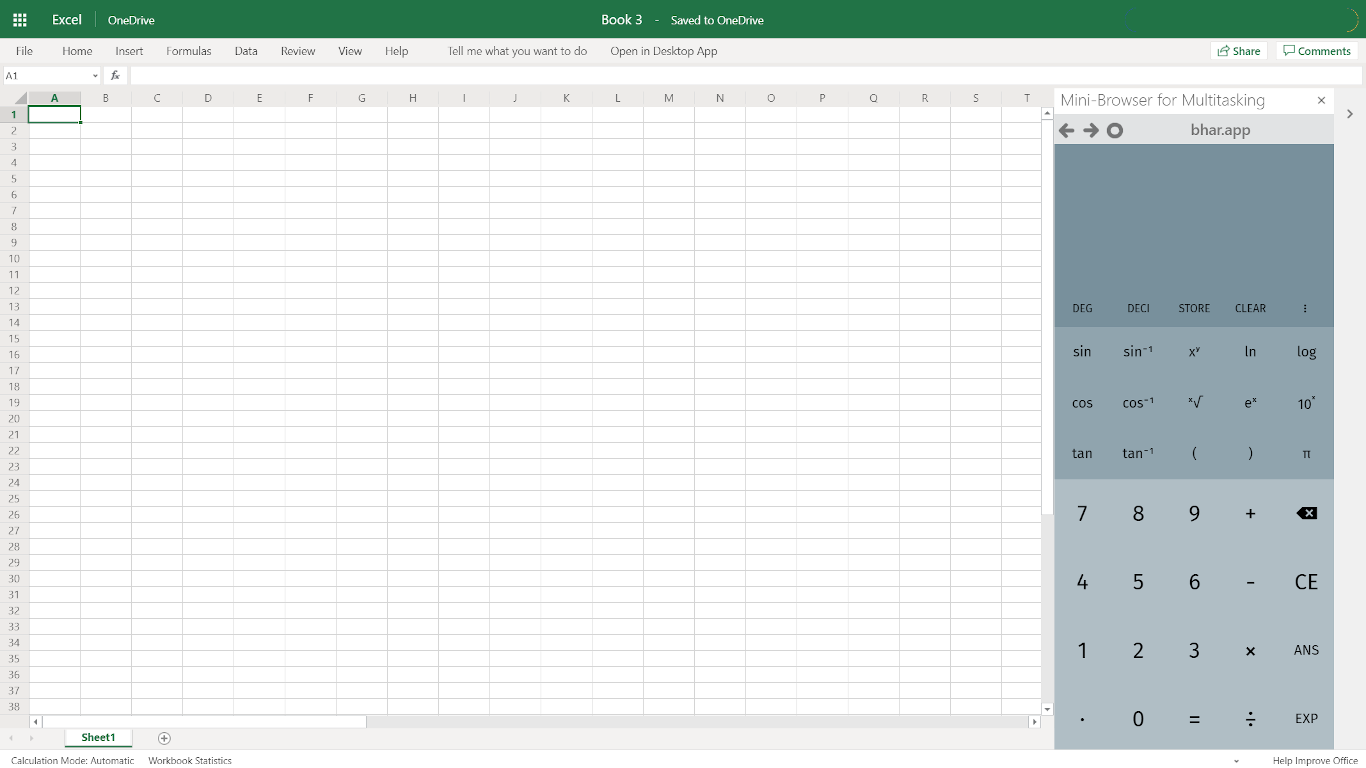 Excel OneDrive Book 3 - Saved to OneDrive
File Home Insert Formulas Data Review View Help Tell me what you want to do Open in Desktop App Share Comments
A1 fx
A B C D E F G H I J K L M N O P Q R S T
Mini-Browser for Multitasking
bhar.app
1
2
3
4
5
6
7
8
9
10
11
12
13
14
15
16
17
18
19
20
21
22
23
24
25
26
27
28
29
30
31
32
33
34
35
36
37
38
DEG DECI STORE CLEAR
sin sin⁻¹ xʸ ln log
cos cos⁻¹ ˣ√ eˣ 10ˣ
tan tan⁻¹ ( ) π
7 8 9 +
4 5 6 - CE
1 2 3 × ANS
· 0 = ÷ EXP
Sheet1
Calculation Mode: Automatic Workbook Statistics Help Improve Office